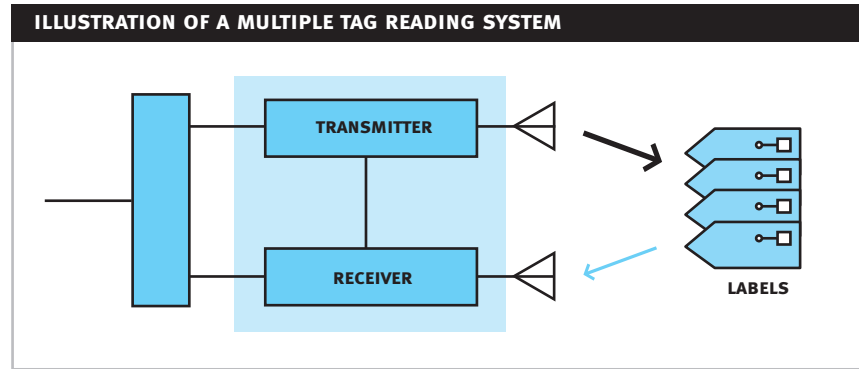 ILLUSTRATION OF A MULTIPLE TAG READING SYSTEM
TRANSMITTER
RECEIVER
LABELS